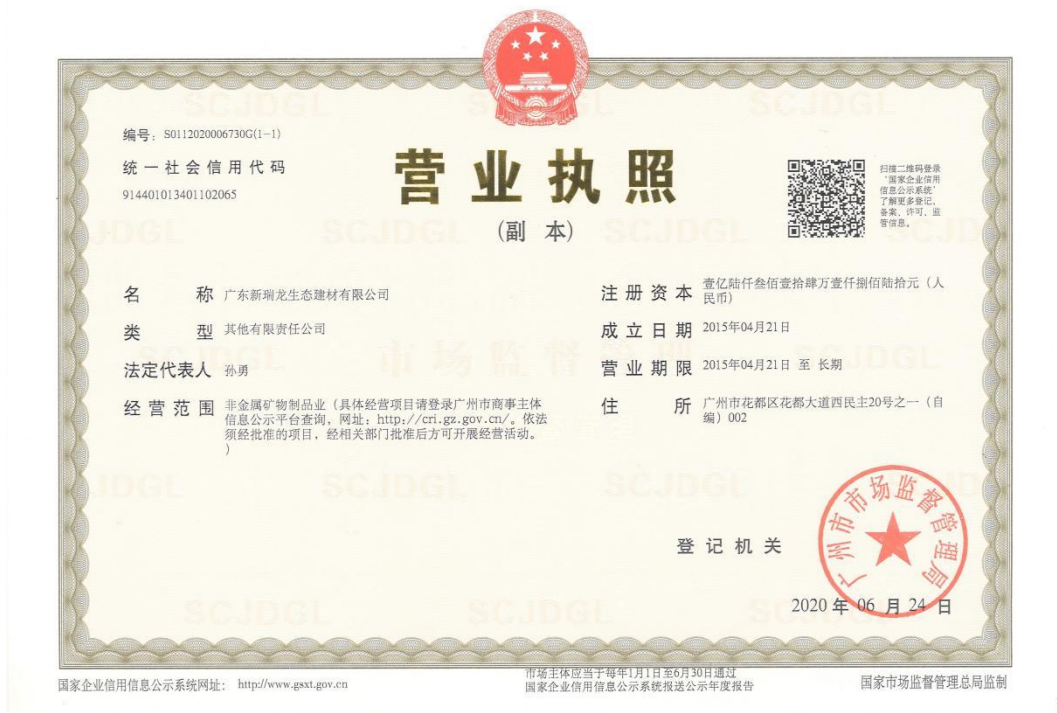 编号：S0112020006730G(1-1)
统一社会信用代码
914401013401102065
营业执照
(副 本)
扫描二维码登录
‘国家企业信用
信息公示系统’
了解更多登记、
备案、许可、监
管信息。
名称 广东新瑞龙生态建材有限公司
类型 其他有限责任公司
法定代表人 孙勇
经营范围 非金属矿物制品业（具体经营项目请登录广州市商事主体
信息公示平台查询，网址：http://cri.gz.gov.cn/。依法
须经批准的项目，经相关部门批准后方可开展经营活动。
）
注册资本 壹亿陆仟叁佰壹拾肆万壹仟捌佰陆拾元（人
民币）
成立日期 2015年04月21日
营业期限 2015年04月21日 至 长期
住所 广州市花都区花都大道西民主20号之一（自
编）002
登记机关
广州市市场监督管理局
2020 年 06 月 24 日
国家企业信用信息公示系统网址： http://www.gsxt.gov.cn
市场主体应当于每年1月1日至6月30日通过
国家企业信用信息公示系统报送公示年度报告
国家市场监督管理总局监制
SCJDGL
市场监督管理